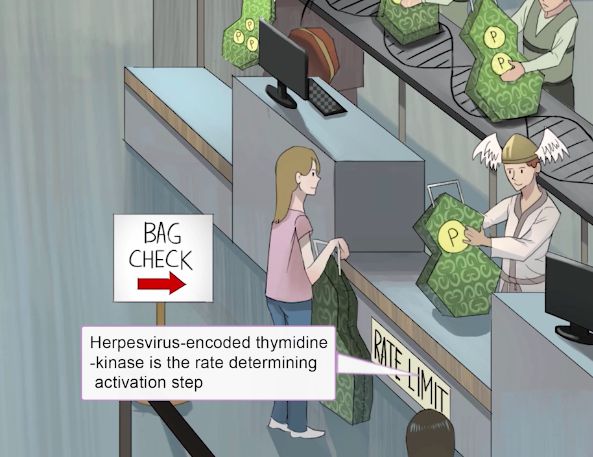 P
P
P
P
P
P
BAG
CHECK
Herpesvirus-encoded thymidine
-kinase is the rate determining
activation step
RATE LIMIT